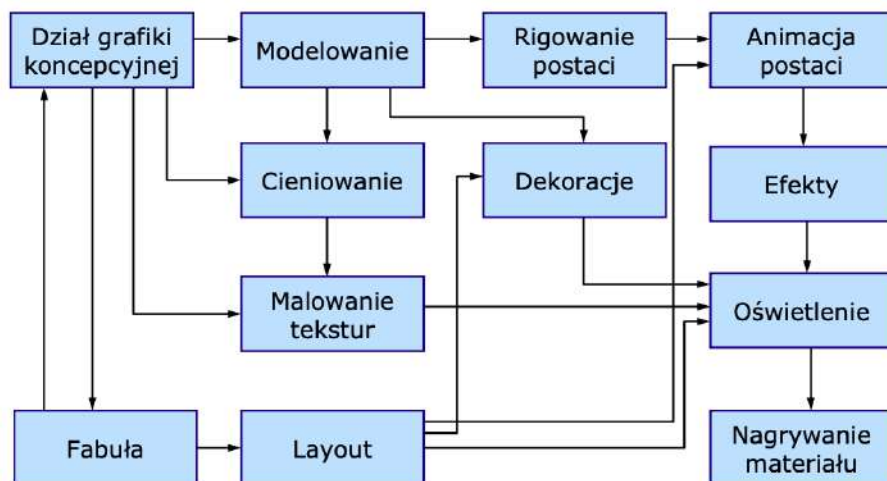 Dział grafiki
koncepcyjnej
Modelowanie
Rigowanie
postaci
Animacja
postaci
Cieniowanie
Dekoracje
Efekty
Malowanie
tekstur
Oświetlenie
Fabuła
Layout
Nagrywanie
materiału